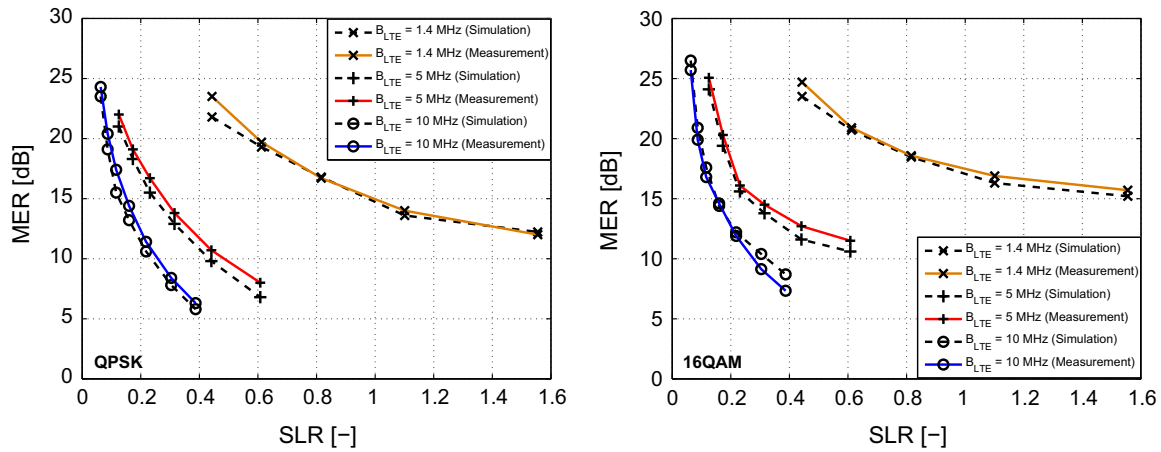 30
25
20
15
10
5
0
MER [dB]
0
0.2
0.4
0.6
0.8
1
1.2
1.4
1.6
SLR [−]
B_LTE = 1.4 MHz (Simulation)
B_LTE = 1.4 MHz (Measurement)
B_LTE = 5 MHz (Simulation)
B_LTE = 5 MHz (Measurement)
B_LTE = 10 MHz (Simulation)
B_LTE = 10 MHz (Measurement)
QPSK
30
25
20
15
10
5
0
MER [dB]
0
0.2
0.4
0.6
0.8
1
1.2
1.4
1.6
SLR [−]
B_LTE = 1.4 MHz (Simulation)
B_LTE = 1.4 MHz (Measurement)
B_LTE = 5 MHz (Simulation)
B_LTE = 5 MHz (Measurement)
B_LTE = 10 MHz (Simulation)
B_LTE = 10 MHz (Measurement)
16QAM